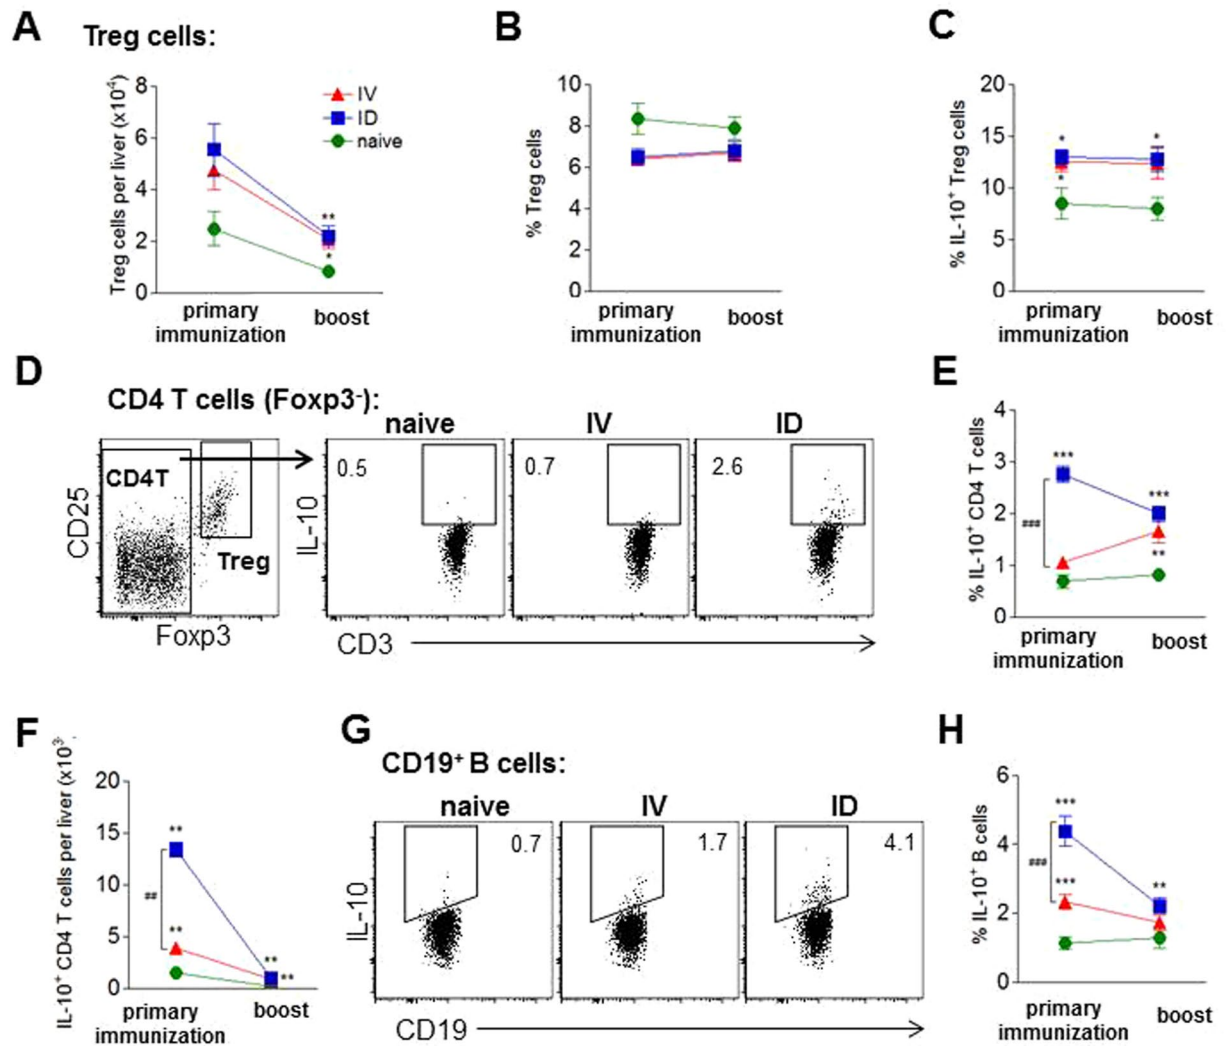 A
Treg cells:
B
C
Treg cells per liver (x10⁴)
8
6
4
2
0
IV
ID
naive
**
*
primary
immunization
boost
% Treg cells
10
8
6
4
2
0
primary
immunization
boost
% IL-10⁺ Treg cells
20
15
10
5
0
*
*
*
primary
immunization
boost
D
CD4 T cells (Foxp3⁻):
naive
IV
ID
CD25
CD4T
Treg
Foxp3
IL-10
0.5
0.7
2.6
CD3
E
% IL-10⁺ CD4 T cells
4
3
2
1
0
***
###
***
**
primary
immunization
boost
F
IL-10⁺ CD4 T cells per liver (x10³
20
15
10
5
0
**
##
**
**
**
primary
immunization
boost
G
CD19⁺ B cells:
naive
IV
ID
IL-10
0.7
1.7
4.1
CD19
H
% IL-10⁺ B cells
6
4
2
0
***
###
***
**
primary
immunization
boost